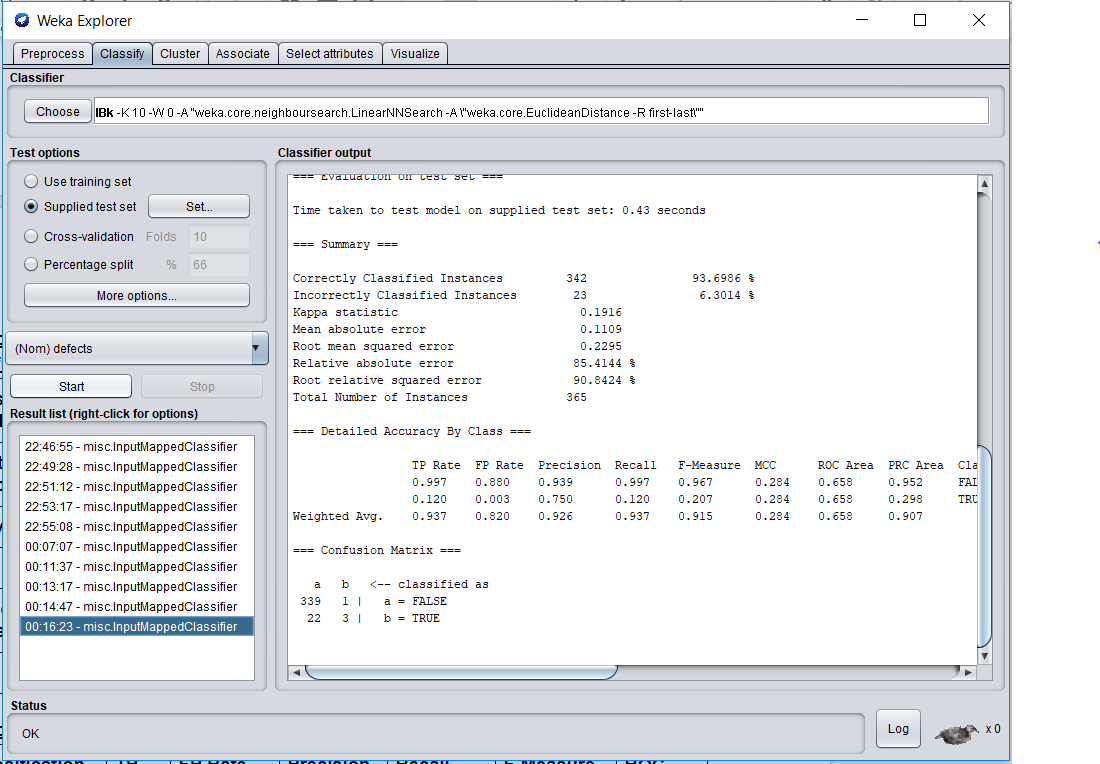 Weka Explorer
Preprocess Classify Cluster Associate Select attributes Visualize
Classifier
Choose IBk -K 10 -W 0 -A "weka.core.neighboursearch.LinearNNSearch -A \"weka.core.EuclideanDistance -R first-last\""
Test options
Use training set
Supplied test set Set...
Cross-validation Folds 10
Percentage split % 66
More options...
(Nom) defects
Start Stop
Result list (right-click for options)
22:46:55 - misc.InputMappedClassifier
22:49:28 - misc.InputMappedClassifier
22:51:12 - misc.InputMappedClassifier
22:53:17 - misc.InputMappedClassifier
22:55:08 - misc.InputMappedClassifier
00:07:07 - misc.InputMappedClassifier
00:11:37 - misc.InputMappedClassifier
00:13:17 - misc.InputMappedClassifier
00:14:47 - misc.InputMappedClassifier
00:16:23 - misc.InputMappedClassifier
Classifier output
=== Evaluation on test set ===
Time taken to test model on supplied test set: 0.43 seconds
=== Summary ===
Correctly Classified Instances 342 93.6986 %
Incorrectly Classified Instances 23 6.3014 %
Kappa statistic 0.1916
Mean absolute error 0.1109
Root mean squared error 0.2295
Relative absolute error 85.4144 %
Root relative squared error 90.8424 %
Total Number of Instances 365
=== Detailed Accuracy By Class ===
TP Rate FP Rate Precision Recall F-Measure MCC ROC Area PRC Area Cla
0.997 0.880 0.939 0.997 0.967 0.284 0.658 0.952 FAL
0.120 0.003 0.750 0.120 0.207 0.284 0.658 0.298 TRU
Weighted Avg. 0.937 0.820 0.926 0.937 0.915 0.284 0.658 0.907
=== Confusion Matrix ===
a b <-- classified as
339 1 | a = FALSE
22 3 | b = TRUE
Status
OK
Log x 0